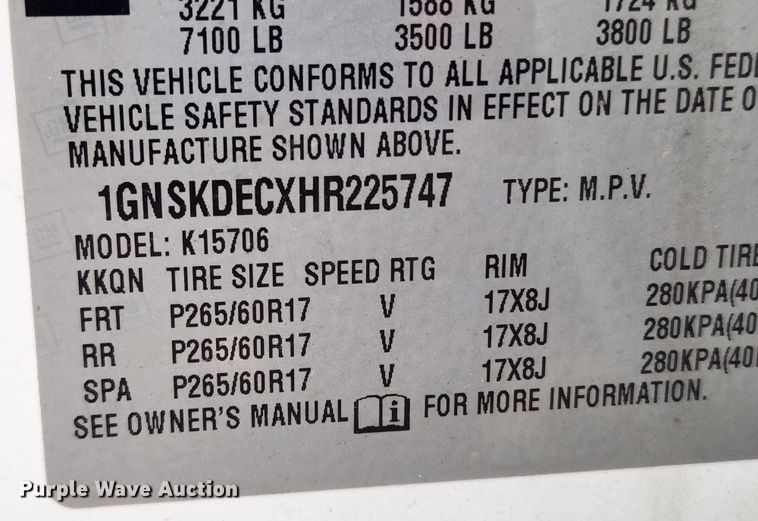 3221 KG 1588 KG 1724 KG
7100 LB 3500 LB 3800 LB
THIS VEHICLE CONFORMS TO ALL APPLICABLE U.S. FEDE
VEHICLE SAFETY STANDARDS IN EFFECT ON THE DATE O
MANUFACTURE SHOWN ABOVE.
1GNSKDECXHR225747 TYPE: M.P.V.
MODEL: K15706
KKQN TIRE SIZE SPEED RTG RIM COLD TIRE
FRT P265/60R17 V 17X8J 280KPA(40
RR P265/60R17 V 17X8J 280KPA(40
SPA P265/60R17 V 17X8J 280KPA(40
SEE OWNER'S MANUAL i FOR MORE INFORMATION.
Purple Wave Auction